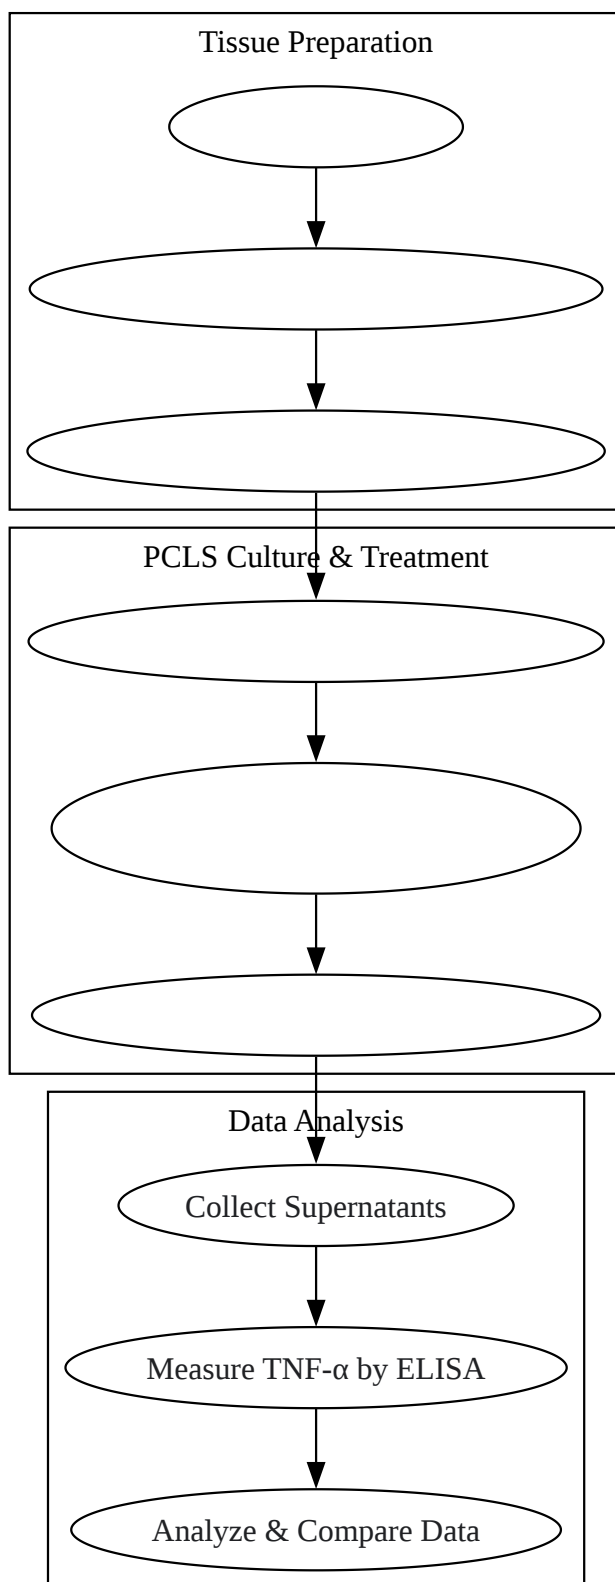 Tissue Preparation
PCLS Culture & Treatment
Data Analysis
Collect Supernatants
Measure TNF-α by ELISA
Analyze & Compare Data